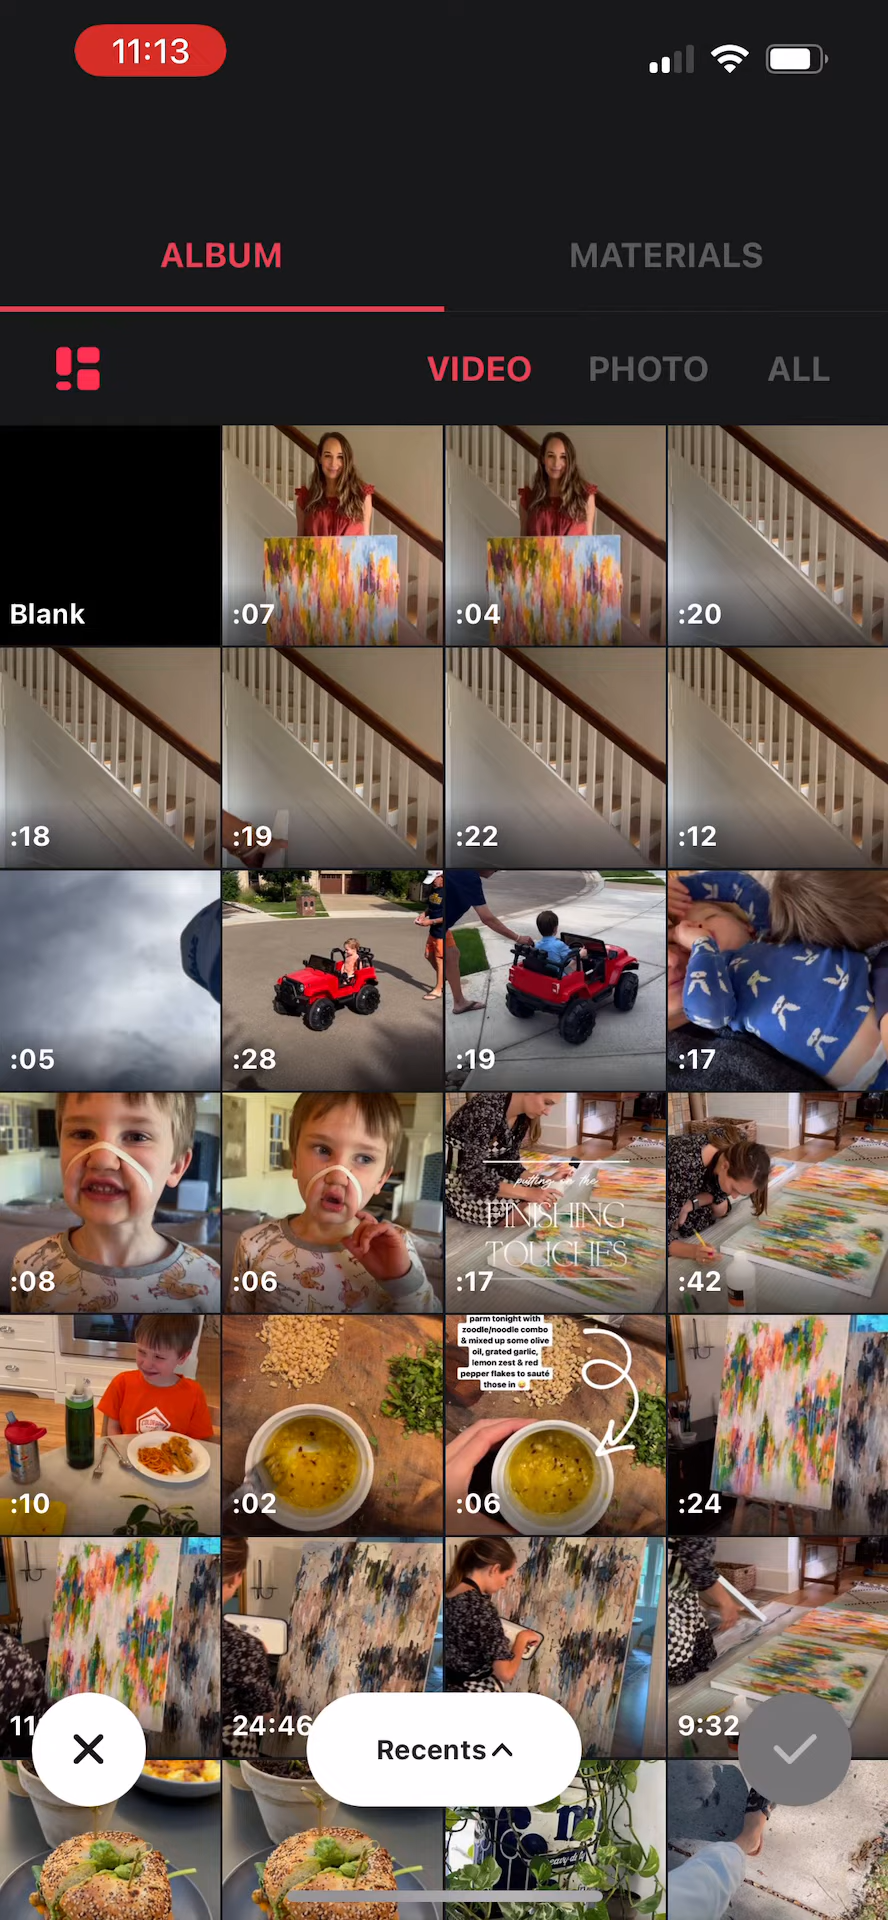 11:13
ALBUM
MATERIALS
VIDEO
PHOTO
ALL
Blank
:07
:04
:20
:18
:19
:22
:12
:05
:28
:19
:17
:08
:06
putting on the
FINISHING
TOUCHES
:17
:42
:10
:02
parm tonight with
zoodle/noodle combo
& mixed up some olive
oil, grated garlic,
lemon zest & red
pepper flakes to sauté
those in 😅
:06
:24
11
24:46
9:32
Recents